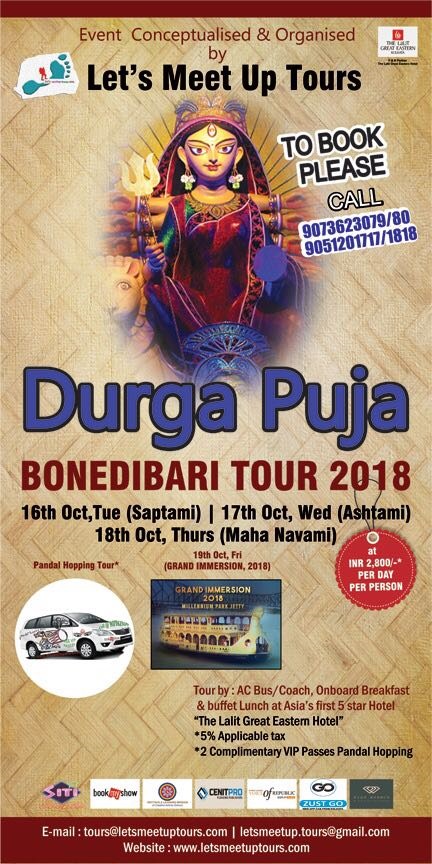 Event Conceptualised & Organised
by
Let's Meet Up Tours
THE LaLiT
GREAT EASTERN
KOLKATA
TO BOOK
PLEASE
CALL
9073623079/80
9051201717/1818
Durga Puja
BONEDIBARI TOUR 2018
16th Oct,Tue (Saptami) | 17th Oct, Wed (Ashtami)
18th Oct, Thurs (Maha Navami)
at
INR 2,800/-*
PER DAY
PER PERSON
Pandal Hopping Tour*
19th Oct, Fri
(GRAND IMMERSION, 2018)
GRAND IMMERSION
2018
MILLENNIUM PARK JETTY
Tour by : AC Bus/Coach, Onboard Breakfast
& buffet Lunch at Asia's first 5 star Hotel
"The Lalit Great Eastern Hotel"
*5% Applicable tax
*2 Complimentary VIP Passes Pandal Hopping
SITI
bookmyshow
CENITPRO
REPUBLIC
GO
ZUST GO
E-mail : tours@letsmeetuptours.com | letsmeetup.tours@gmail.com
Website : www.letsmeetuptours.com